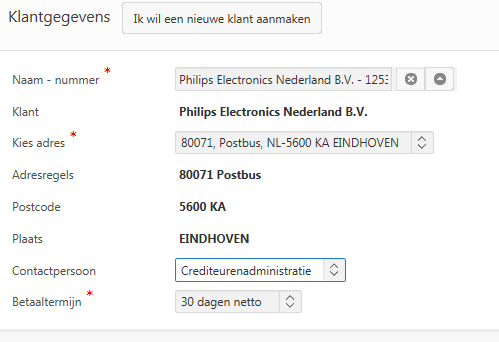 Klantgegevens Ik wil een nieuwe klant aanmaken
Naam - nummer * Philips Electronics Nederland B.V. - 1253
Klant Philips Electronics Nederland B.V.
Kies adres * 80071, Postbus, NL-5600 KA EINDHOVEN
Adresregels 80071 Postbus
Postcode 5600 KA
Plaats EINDHOVEN
Contactpersoon Crediteurenadministratie
Betaaltermijn * 30 dagen netto